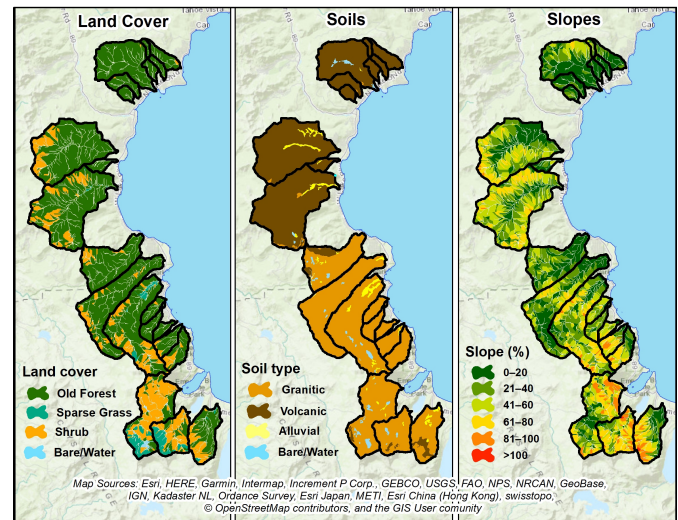 Land Cover
Soils
Slopes
Land cover
Old Forest
Sparse Grass
Shrub
Bare/Water
Soil type
Granitic
Volcanic
Alluvial
Bare/Water
Slope (%)
0–20
21–40
41–60
61–80
81–100
>100
Map Sources: Esri, HERE, Garmin, Intermap, Increment P Corp., GEBCO, USGS, FAO, NPS, NRCAN, GeoBase,
IGN, Kadaster NL, Ordance Survey, Esri Japan, METI, Esri China (Hong Kong), swisstopo,
© OpenStreetMap contributors, and the GIS User comunity